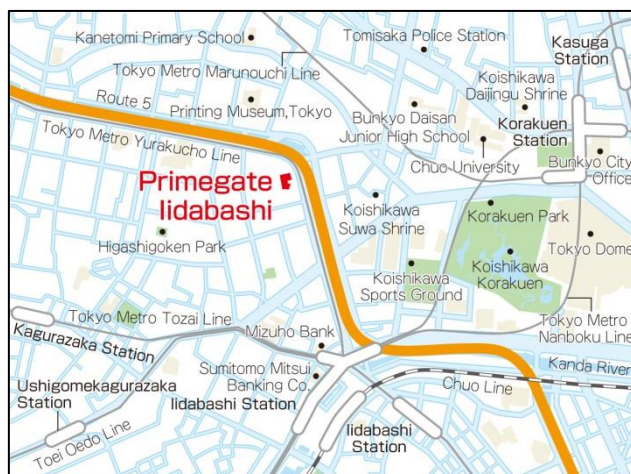 Kanetomi Primary School
Tomisaka Police Station
Kasuga
Station
Tokyo Metro Marunouchi Line
Koishikawa
Daijingu Shrine
Route 5
Printing Museum,Tokyo
Bunkyo Daisan
Junior High School
Korakuen
Station
Tokyo Metro Yurakucho Line
Chuo University
Bunkyo City
Office
Primegate
Iidabashi
Koishikawa
Suwa Shrine
Korakuen Park
Higashigoken Park
Koishikawa
Korakuen
Tokyo Dome
Koishikawa
Sports Ground
Tokyo Metro Tozai Line
Kagurazaka Station
Mizuho Bank
Tokyo Metro
Nanboku Line
Sumitomo Mitsui
Banking Co.
Kanda River
Ushigomekagurazaka
Station
Chuo Line
Iidabashi Station
Iidabashi
Station
Toei Oedo Line